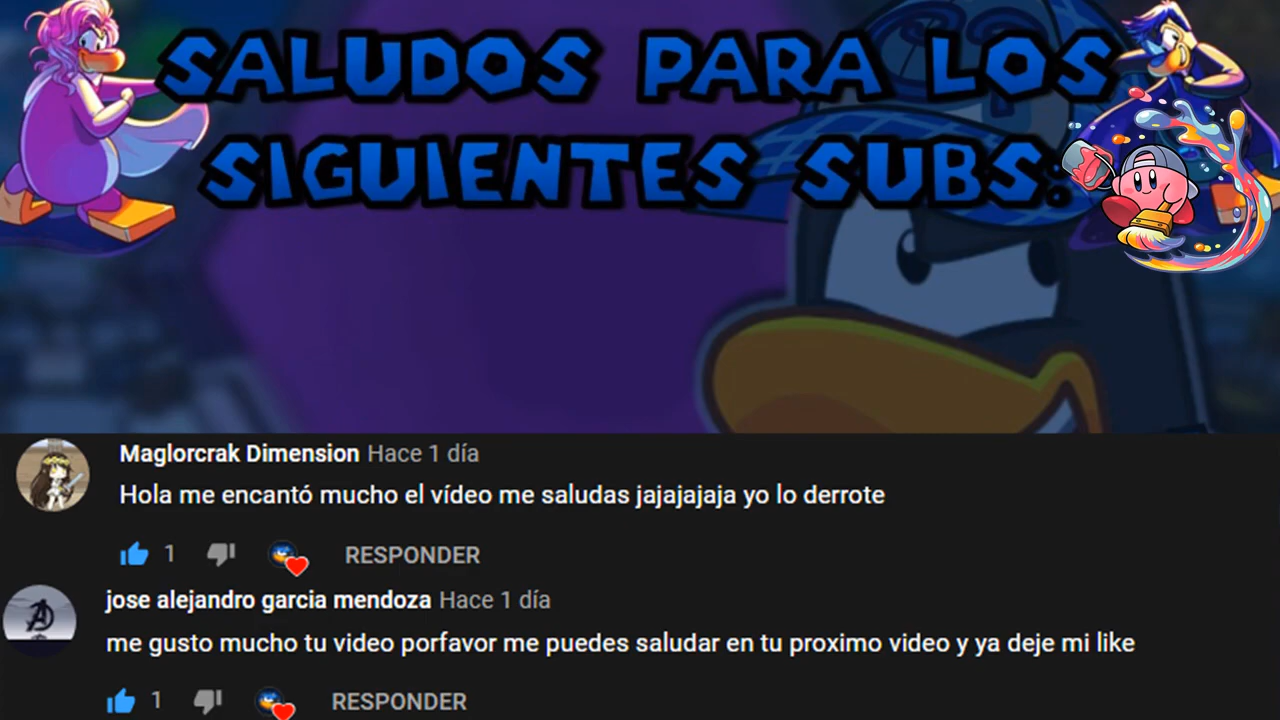 SALUDOS PARA LOS
SIGUIENTES SUBS:
Maglorcrak Dimension Hace 1 día
Hola me encantó mucho el vídeo me saludas jajajajaja yo lo derrote
1 RESPONDER
jose alejandro garcia mendoza Hace 1 día
me gusto mucho tu video porfavor me puedes saludar en tu proximo video y ya deje mi like
1 RESPONDER